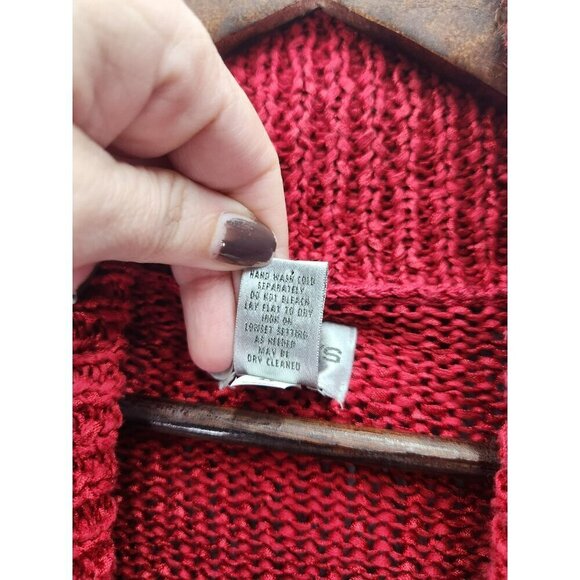 HAND WASH COLD
SEPARATELY
DO NOT BLEACH
LAY FLAT TO DRY
IRON ON
LOWSET SETTING
AS NEEDED
MAY BE
DRY CLEANED